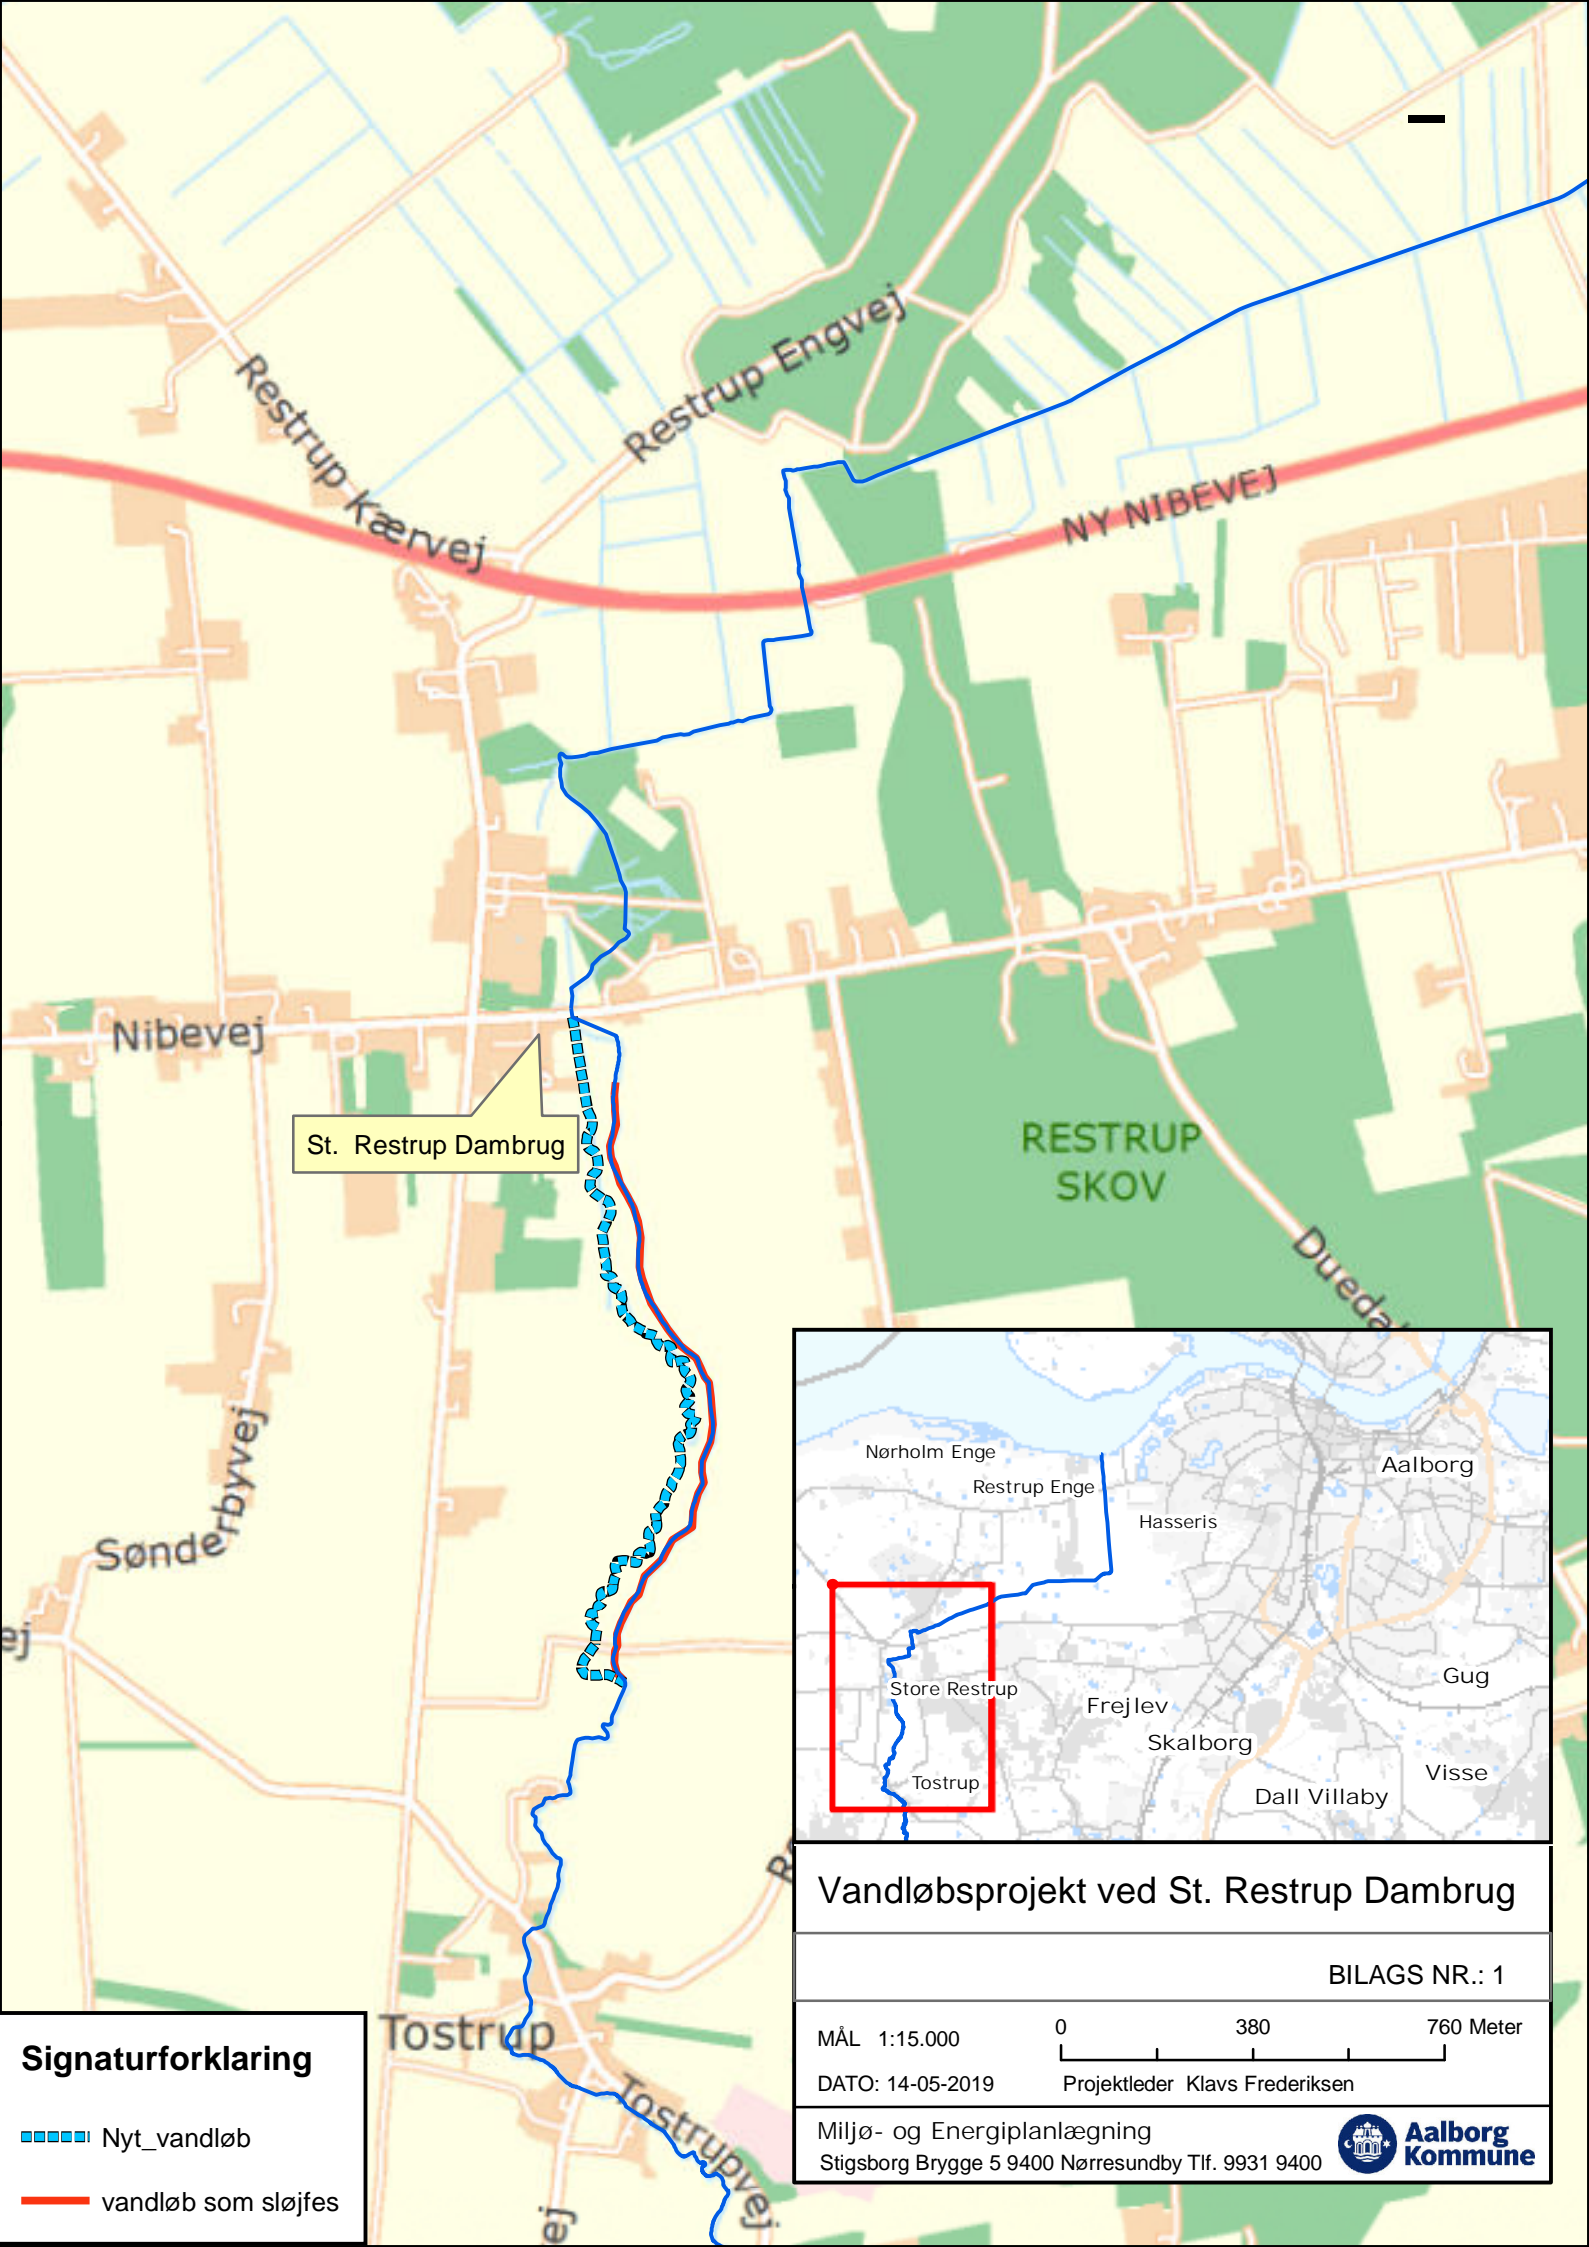 Restrup Engvej
Restrup Kærvej
NY NIBEVEJ
Nibevej
St. Restrup Dambrug
RESTRUP
SKOV
Sønderbyvej
ej
Nørholm Enge
Restrup Enge
Aalborg
Hasseris
Store Restrup
Frejlev
Gug
Skalborg
Tostrup
Visse
Dall Villaby
Vandløbsprojekt ved St. Restrup Dambrug
BILAGS NR.: 1
MÅL 1:15.000
0 380 760 Meter
DATO: 14-05-2019
Projektleder Klavs Frederiksen
Miljø- og Energiplanlægning
Stigsborg Brygge 5 9400 Nørresundby Tlf. 9931 9400
Aalborg
Kommune
Tostrup
Tostrupvej
ej
Signaturforklaring
Nyt_vandløb
vandløb som sløjfes